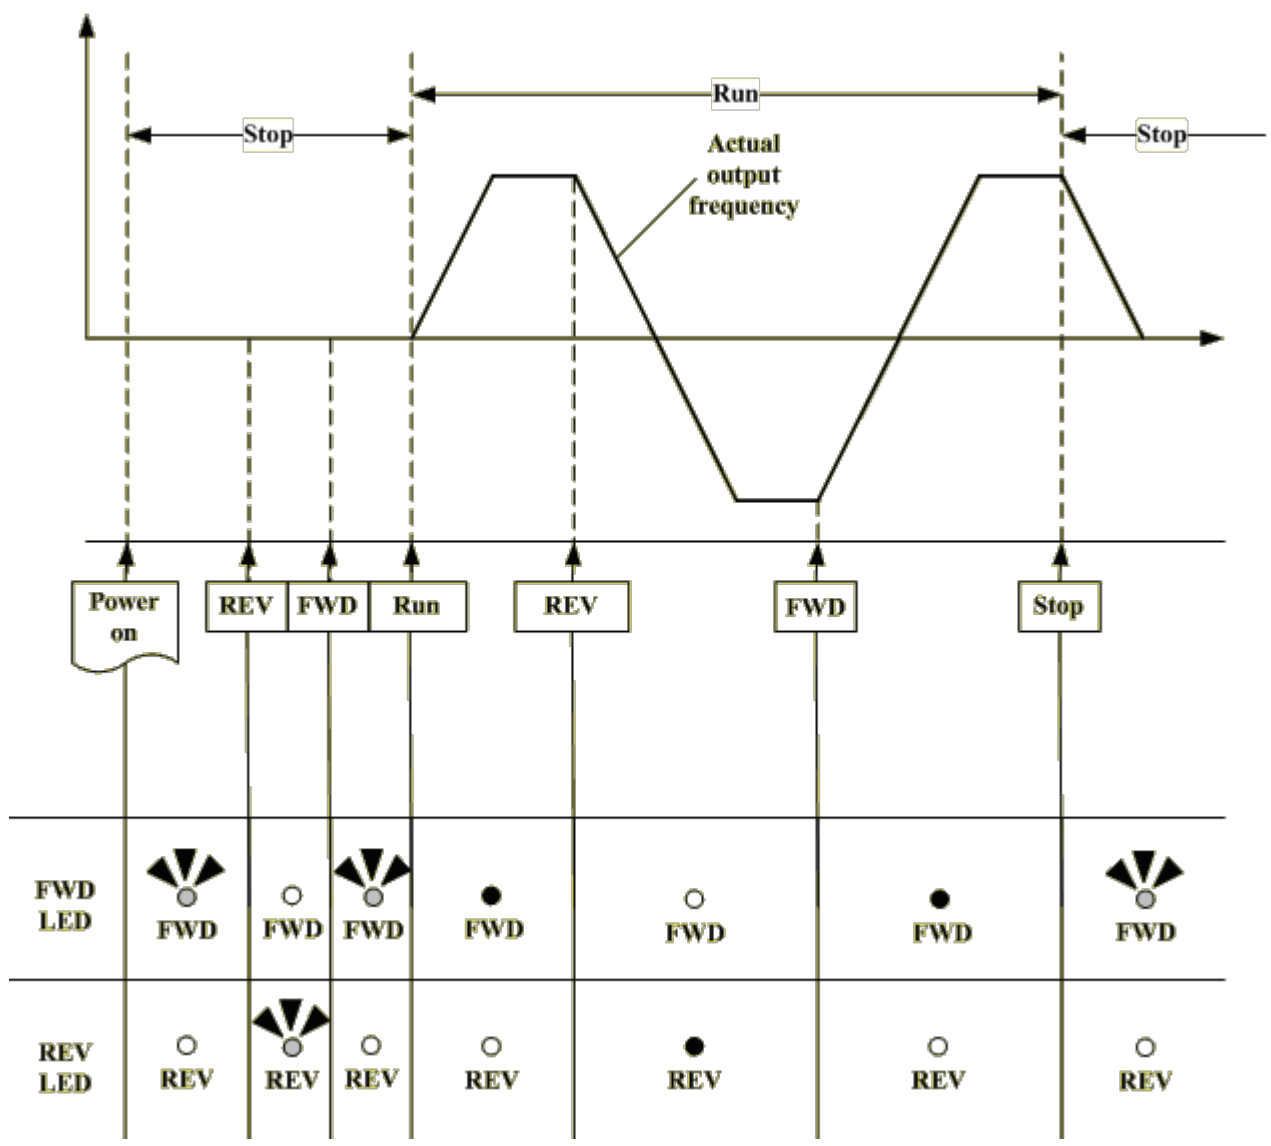 Run
Stop
Stop
Actual
output
frequency
Power
on
REV
FWD
Run
REV
FWD
Stop
FWD
LED
FWD
FWD
FWD
FWD
FWD
FWD
FWD
REV
LED
REV
REV
REV
REV
REV
REV
REV